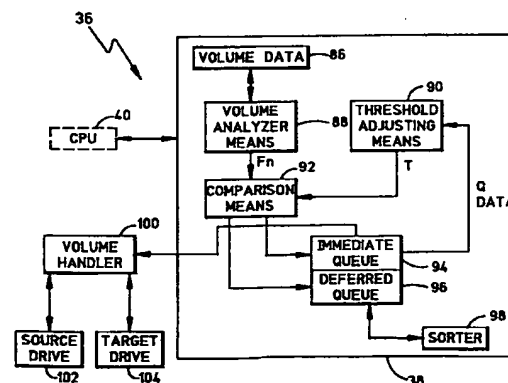 36
VOLUME DATA
86
90
40
CPU
VOLUME
ANALYZER
MEANS
88
THRESHOLD
ADJUSTING
MEANS
Fn
92
T
COMPARISON
MEANS
Q
DATA
100
VOLUME
HANDLER
IMMEDIATE
QUEUE
94
DEFERRED
QUEUE
96
98
SOURCE
DRIVE
TARGET
DRIVE
SORTER
102
104
38